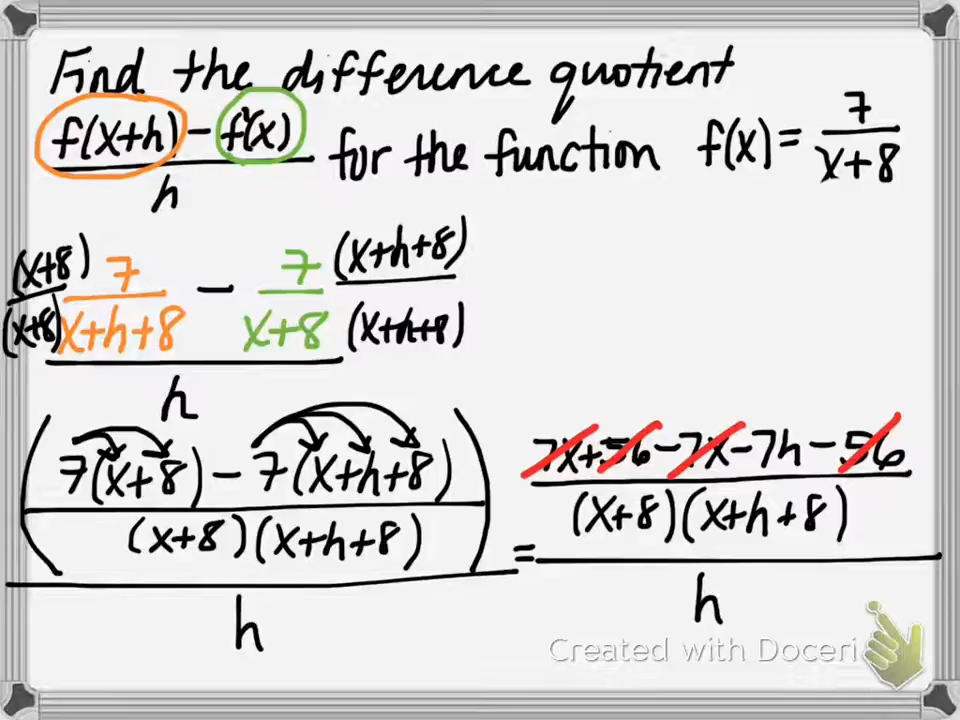 Find the difference quotient
f(x+h) - f(x) / h for the function f(x) = 7 / x+8
(x+8) / (x+8) 7 / x+h+8 - 7 / x+8 (x+h+8) / (x+h+8)
h
(7(x+8) - 7(x+h+8) / (x+8)(x+h+8)) / h = 7x+56-7x-7h-56 / (x+8)(x+h+8) / h
Created with Doceri